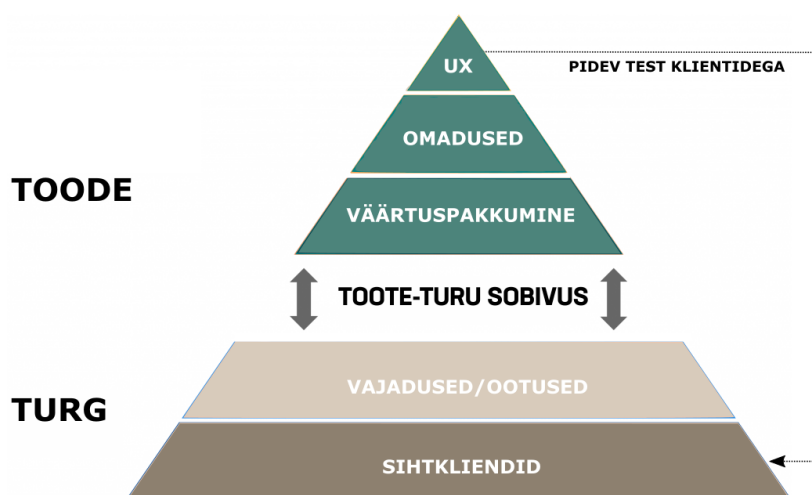 UX
PIDEV TEST KLIENTIDEGA
OMADUSED
TOODE
VÄÄRTUSPAKKUMINE
TOOTE-TURU SOBIVUS
VAJADUSED/OOTUSED
TURG
SIHTKLIENDID